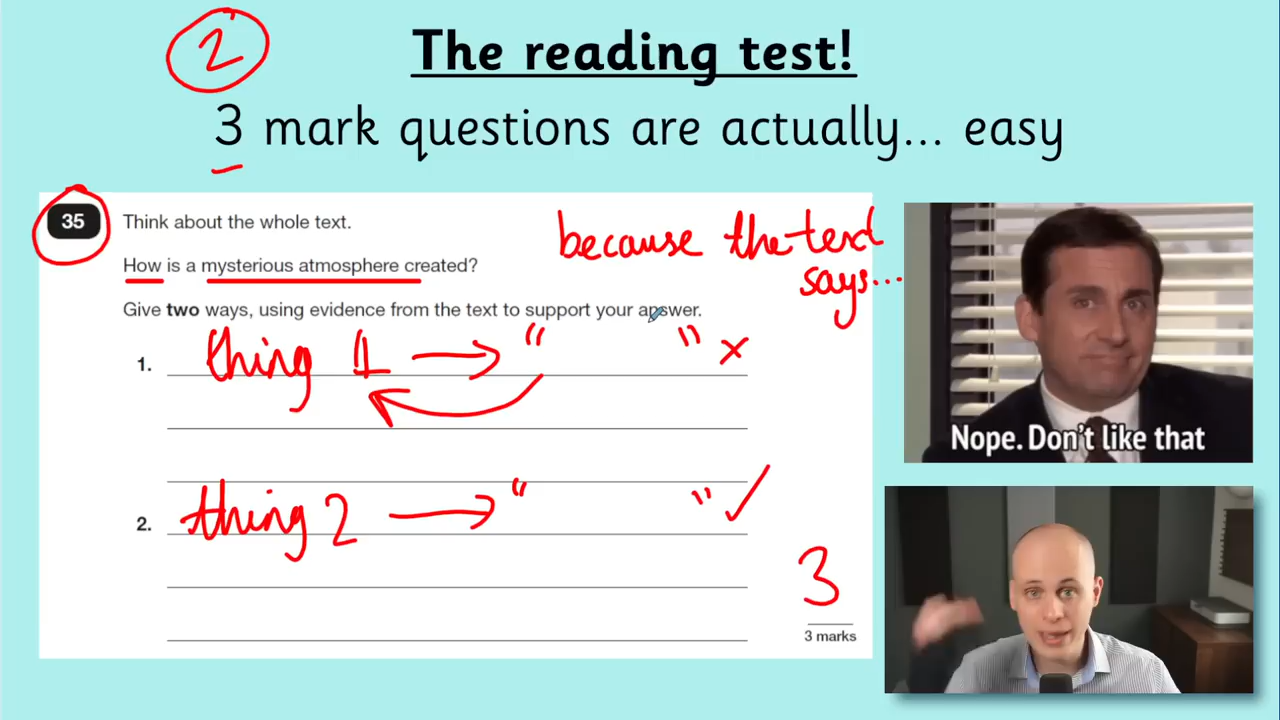 2
The reading test!
3 mark questions are actually... easy
35 Think about the whole text.
because the text
says...
How is a mysterious atmosphere created?
Give two ways, using evidence from the text to support your answer.
1. thing 1 → " " x
2. thing 2 → " " ✓
3
3 marks
Nope. Don't like that